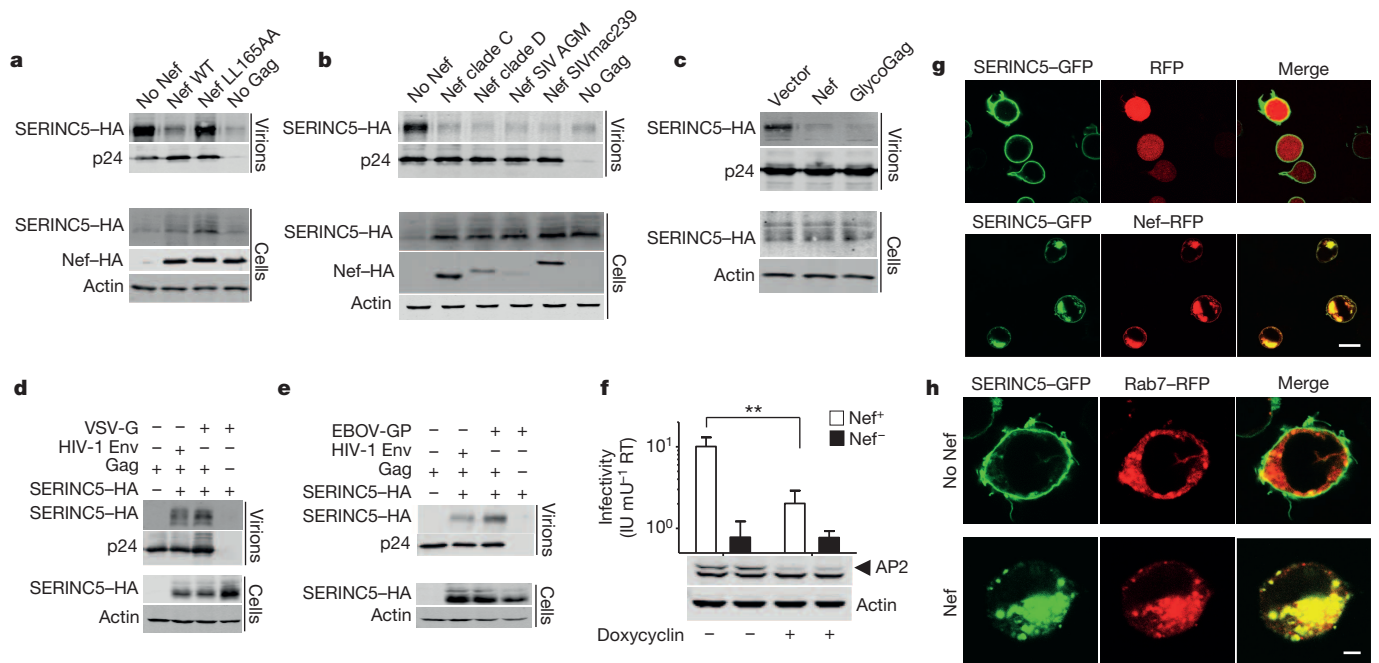 a
No Nef
Nef WT
Nef LL165AA
No Gag
SERINC5–HA
p24
Virions
SERINC5–HA
Nef–HA
Actin
Cells
b
No Nef
Nef clade C
Nef clade D
Nef SIV AGM
Nef SIVmac239
No Gag
SERINC5–HA
p24
Virions
SERINC5–HA
Nef–HA
Actin
Cells
c
Vector
Nef
GlycoGag
SERINC5–HA
p24
Virions
SERINC5–HA
Actin
Cells
d
VSV-G – – + +
HIV-1 Env – + – –
Gag + + + –
SERINC5–HA – + + +
SERINC5–HA
p24
Virions
SERINC5–HA
Actin
Cells
e
EBOV-GP – – + +
HIV-1 Env – + – –
Gag + + + –
SERINC5–HA – + + +
SERINC5–HA
p24
Virions
SERINC5–HA
Actin
Cells
f
**
Nef+
Nef–
Infectivity
(IU mU−1 RT)
10¹
10⁰
AP2
Actin
Doxycyclin – – + +
g
SERINC5–GFP RFP Merge
SERINC5–GFP Nef–RFP
h
SERINC5–GFP Rab7–RFP Merge
No Nef
Nef